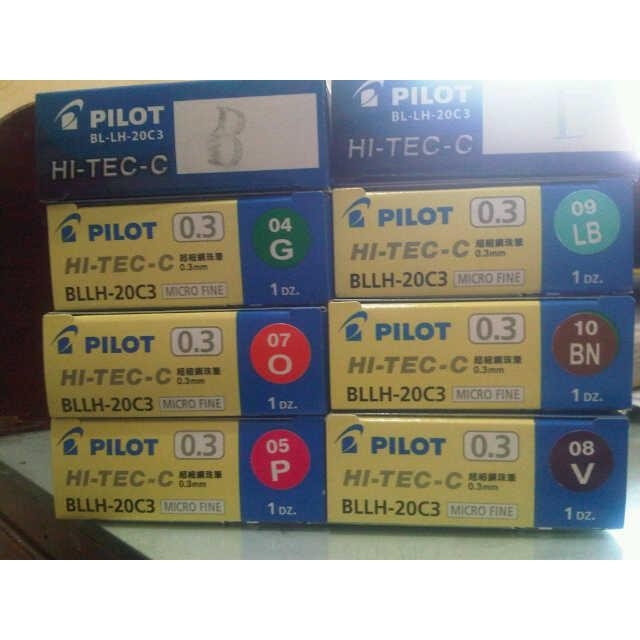 PILOT
BL-LH-20C3
HI-TEC-C
B
PILOT
BL-LH-20C3
HI-TEC-C
PILOT 0.3 04
HI-TEC-C 超細鋼珠筆 G
0.3mm
BLLH-20C3 MICRO FINE 1 DZ.
PILOT 0.3 09
HI-TEC-C 超細鋼珠筆 LB
0.3mm
BLLH-20C3 MICRO FINE 1 DZ.
PILOT 0.3 07
HI-TEC-C 超細鋼珠筆 O
0.3mm
BLLH-20C3 MICRO FINE 1 DZ.
PILOT 0.3 10
HI-TEC-C 超細鋼珠筆 BN
0.3mm
BLLH-20C3 MICRO FINE 1 DZ.
PILOT 0.3 05
HI-TEC-C 超細鋼珠筆 P
0.3mm
BLLH-20C3 MICRO FINE 1 DZ.
PILOT 0.3 08
HI-TEC-C 超細鋼珠筆 V
0.3mm
BLLH-20C3 MICRO FINE 1 DZ.